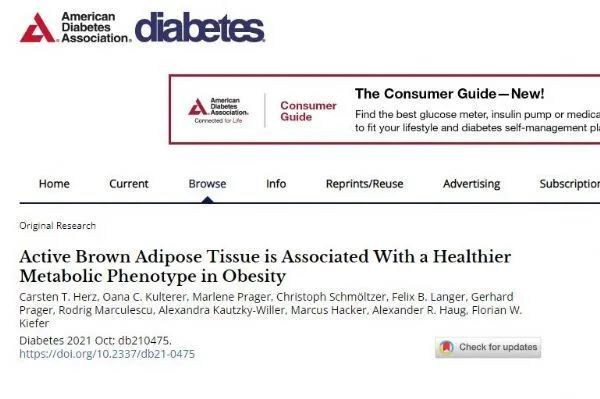 American
Diabetes
Association® diabetes®
American
Diabetes
Association®
Connected for Life
Consumer
Guide
The Consumer Guide—New!
Find the best glucose meter, insulin pump or medica
to fit your lifestyle and diabetes self-management pla
Home Current Browse Info Reprints/Reuse Advertising Subscription
Original Research
Active Brown Adipose Tissue is Associated With a Healthier
Metabolic Phenotype in Obesity
Carsten T. Herz, Oana C. Kulterer, Marlene Prager, Christoph Schmöltzer, Felix B. Langer, Gerhard
Prager, Rodrig Marculescu, Alexandra Kautzky-Willer, Marcus Hacker, Alexander R. Haug, Florian W.
Kiefer
Diabetes 2021 Oct: db210475.
https://doi.org/10.2337/db21-0475
Check for updates